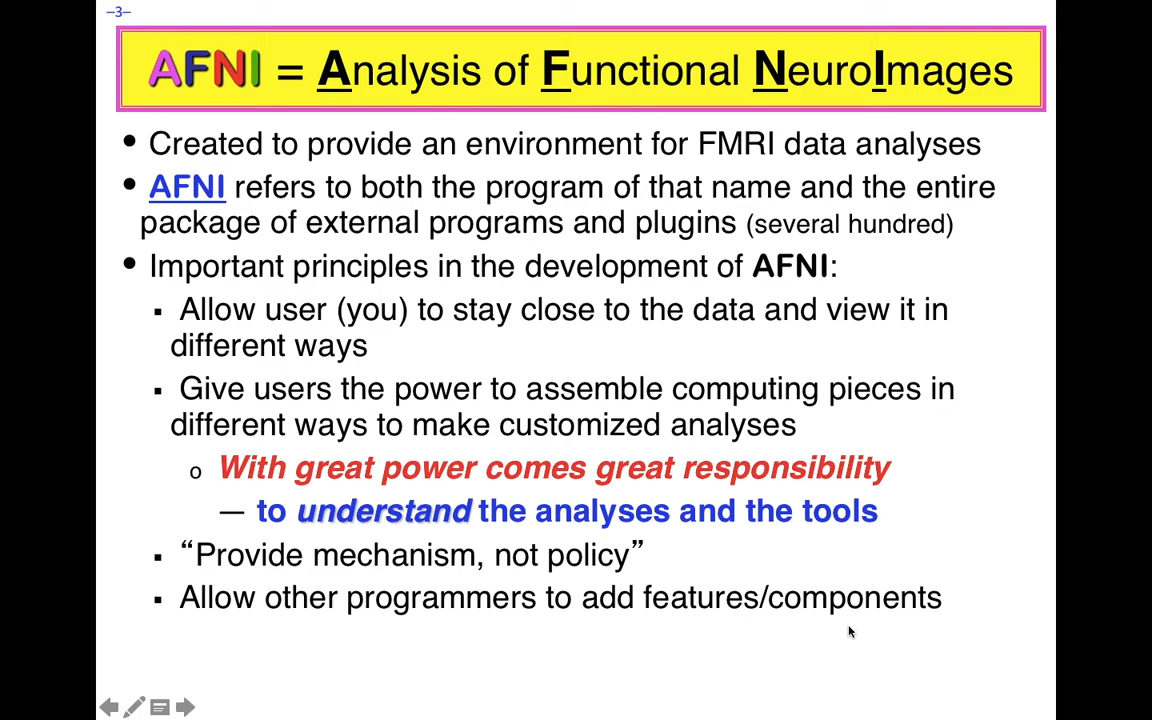 –3–
AFNI = Analysis of Functional NeuroImages
• Created to provide an environment for FMRI data analyses
• AFNI refers to both the program of that name and the entire
package of external programs and plugins (several hundred)
• Important principles in the development of AFNI:
▪ Allow user (you) to stay close to the data and view it in
different ways
▪ Give users the power to assemble computing pieces in
different ways to make customized analyses
o With great power comes great responsibility
— to understand the analyses and the tools
▪ “Provide mechanism, not policy”
▪ Allow other programmers to add features/components